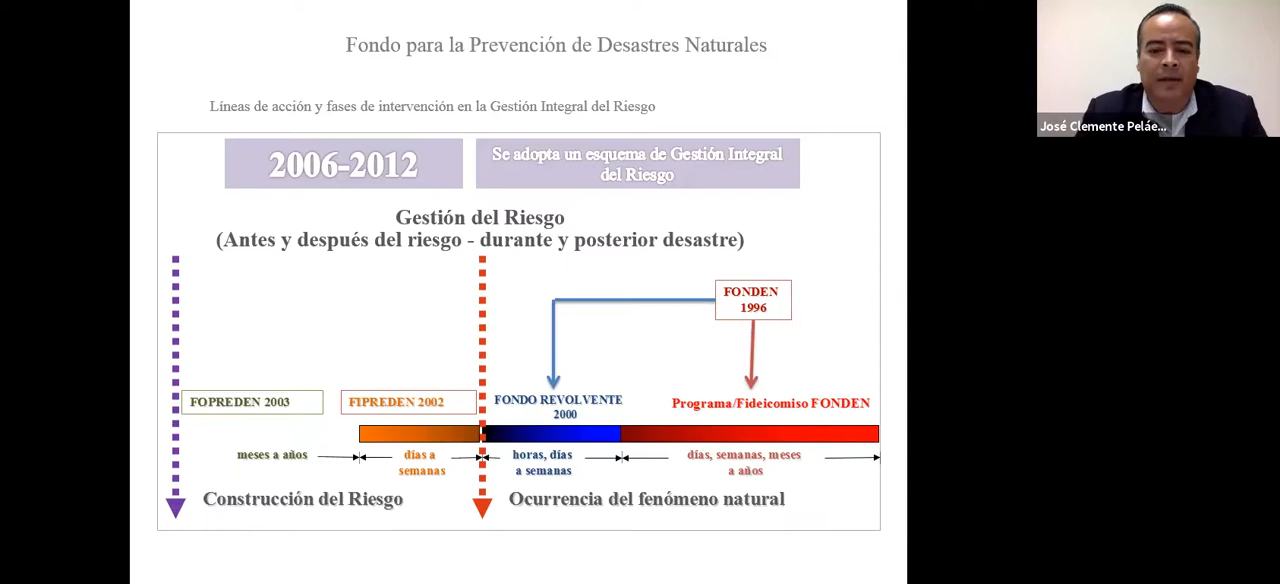 Fondo para la Prevención de Desastres Naturales
José Clemente Peláe...
Líneas de acción y fases de intervención en la Gestión Integral del Riesgo
2006-2012
Se adopta un esquema de Gestión Integral
del Riesgo
Gestión del Riesgo
(Antes y después del riesgo - durante y posterior desastre)
FONDEN
1996
FOPREDEN 2003
FIPREDEN 2002
FONDO REVOLVENTE
2000
Programa/Fideicomiso FONDEN
meses a años
días a
semanas
horas, días
a semanas
días, semanas, meses
a años
Construcción del Riesgo
Ocurrencia del fenómeno natural